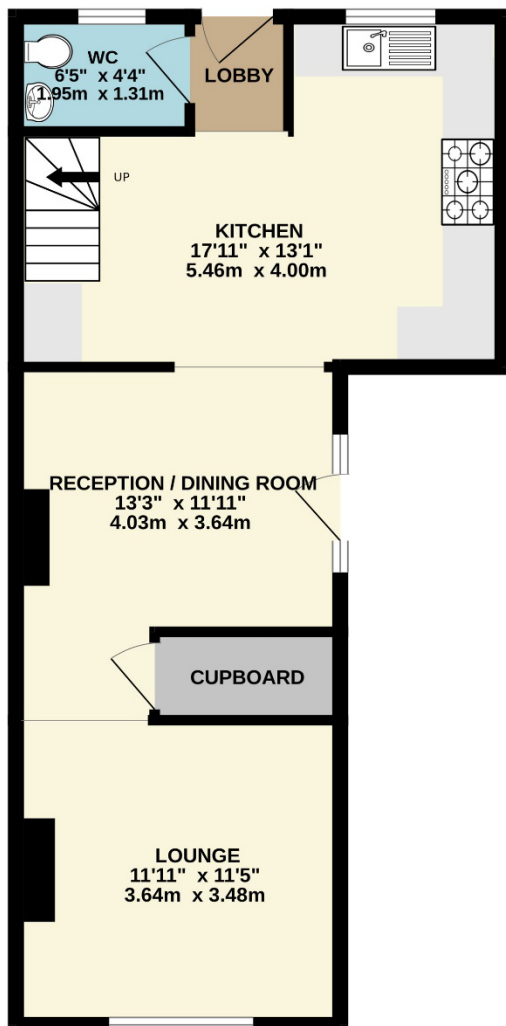 WC
6'5" x 4'4"
1.95m x 1.31m
LOBBY
UP
KITCHEN
17'11" x 13'1"
5.46m x 4.00m
RECEPTION / DINING ROOM
13'3" x 11'11"
4.03m x 3.64m
CUPBOARD
LOUNGE
11'11" x 11'5"
3.64m x 3.48m